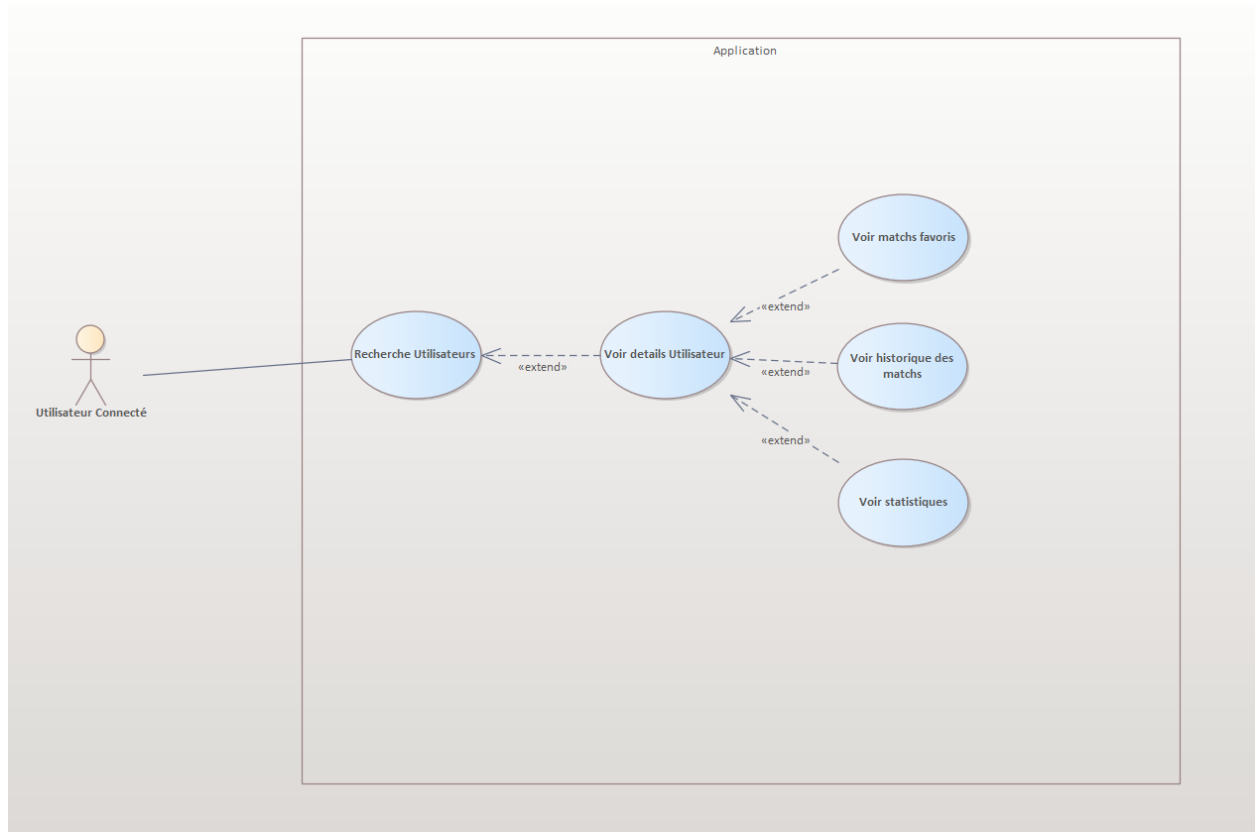 Application
Voir matchs favoris
«extend»
Recherche Utilisateurs
«extend»
Voir details Utilisateur
«extend»
Voir historique des
matchs
Utilisateur Connecté
«extend»
Voir statistiques